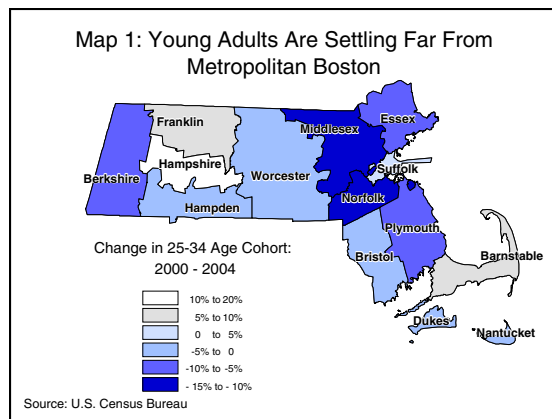 Map 1: Young Adults Are Settling Far From
Metropolitan Boston
Essex
Franklin
Middlesex
Hampshire
Suffolk
Berkshire
Worcester
Norfolk
Hampden
Plymouth
Bristol
Barnstable
Dukes
Nantucket
Change in 25-34 Age Cohort:
2000 - 2004
10% to 20%
5% to 10%
0 to 5%
-5% to 0
-10% to -5%
- 15% to - 10%
Source: U.S. Census Bureau